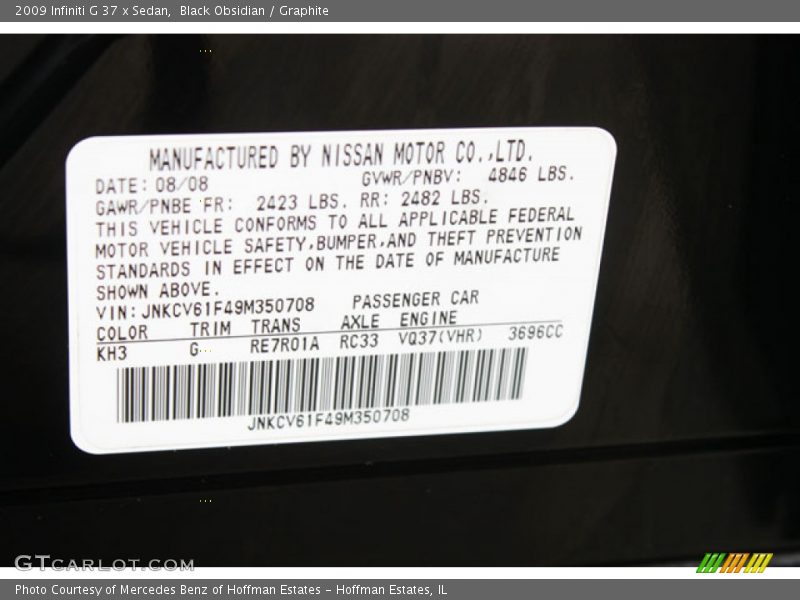 2009 Infiniti G 37 x Sedan,  Black Obsidian / Graphite
MANUFACTURED BY NISSAN MOTOR CO.,LTD.
DATE: 08/08 GVWR/PNBV: 4846 LBS.
GAWR/PNBE FR: 2423 LBS. RR: 2482 LBS.
THIS VEHICLE CONFORMS TO ALL APPLICABLE FEDERAL
MOTOR VEHICLE SAFETY,BUMPER,AND THEFT PREVENTION
STANDARDS IN EFFECT ON THE DATE OF MANUFACTURE
SHOWN ABOVE.
VIN: JNKCV61F49M350708 PASSENGER CAR
COLOR TRIM TRANS AXLE ENGINE
KH3 G RE7R01A RC33 VQ37(VHR) 3696CC
JNKCV61F49M350708
GTCARLOT.COM
Photo Courtesy of Mercedes Benz of Hoffman Estates - Hoffman Estates, IL